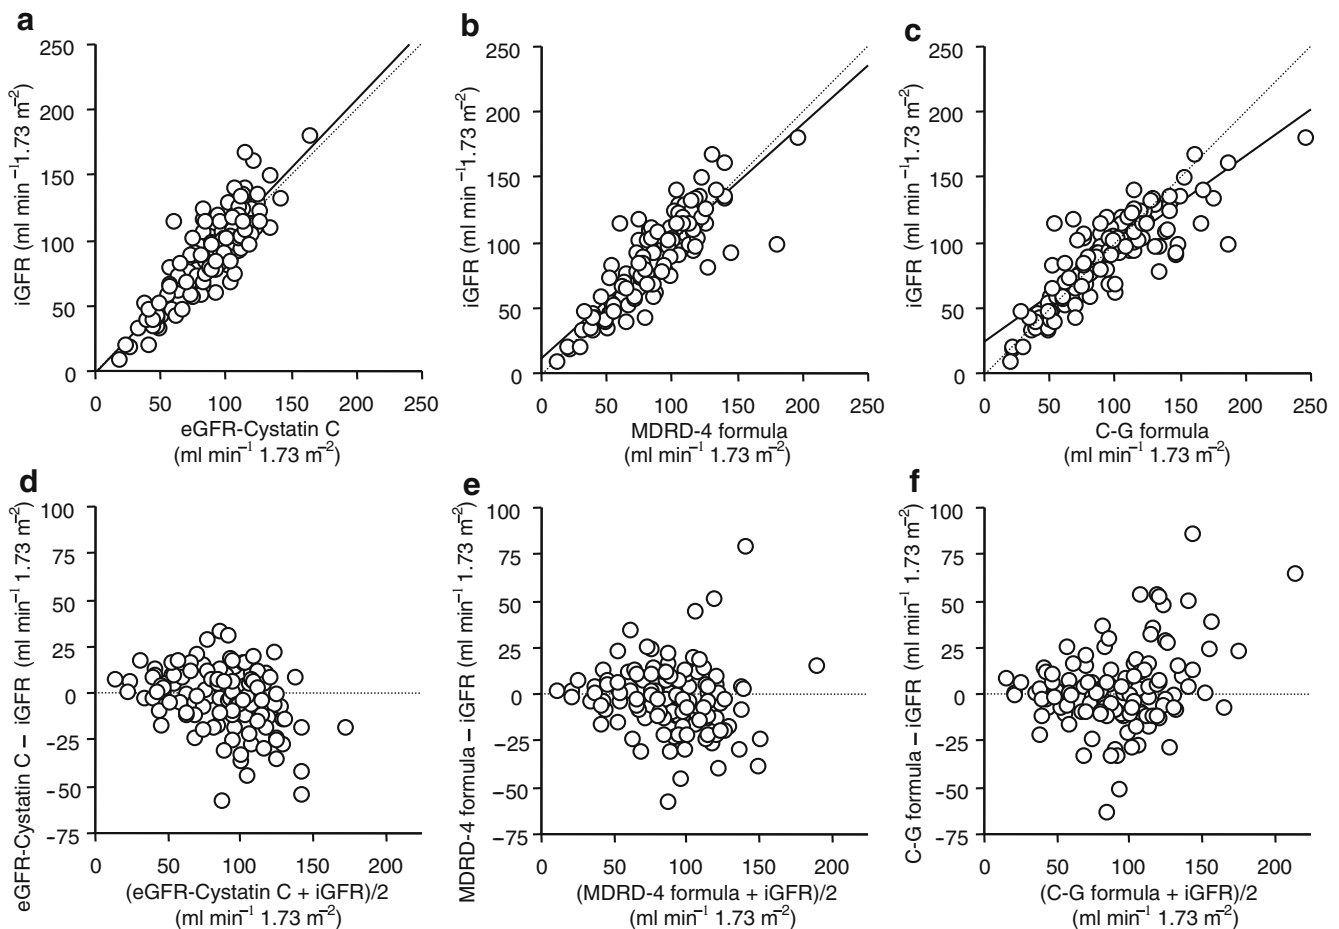 a
250
200
150
100
50
0
iGFR (ml min⁻¹1.73 m⁻²)
0 50 100 150 200 250
eGFR-Cystatin C
(ml min⁻¹ 1.73 m⁻²)
b
250
200
150
100
50
0
iGFR (ml min⁻¹1.73 m⁻²)
0 50 100 150 200 250
MDRD-4 formula
(ml min⁻¹ 1.73 m⁻²)
c
250
200
150
100
50
0
iGFR (ml min⁻¹1.73 m⁻²)
0 50 100 150 200 250
C-G formula
(ml min⁻¹ 1.73 m⁻²)
d
100
75
50
25
0
−25
−50
−75
eGFR-Cystatin C − iGFR (ml min⁻¹ 1.73 m⁻²)
0 50 100 150 200
(eGFR-Cystatin C + iGFR)/2
(ml min⁻¹ 1.73 m⁻²)
e
100
75
50
25
0
−25
−50
−75
MDRD-4 formula − iGFR (ml min⁻¹ 1.73 m⁻²)
0 50 100 150 200
(MDRD-4 formula + iGFR)/2
(ml min⁻¹ 1.73 m⁻²)
f
100
75
50
25
0
−25
−50
−75
C-G formula − iGFR (ml min⁻¹ 1.73 m⁻²)
0 50 100 150 200
(C-G formula + iGFR)/2
(ml min⁻¹ 1.73 m⁻²)